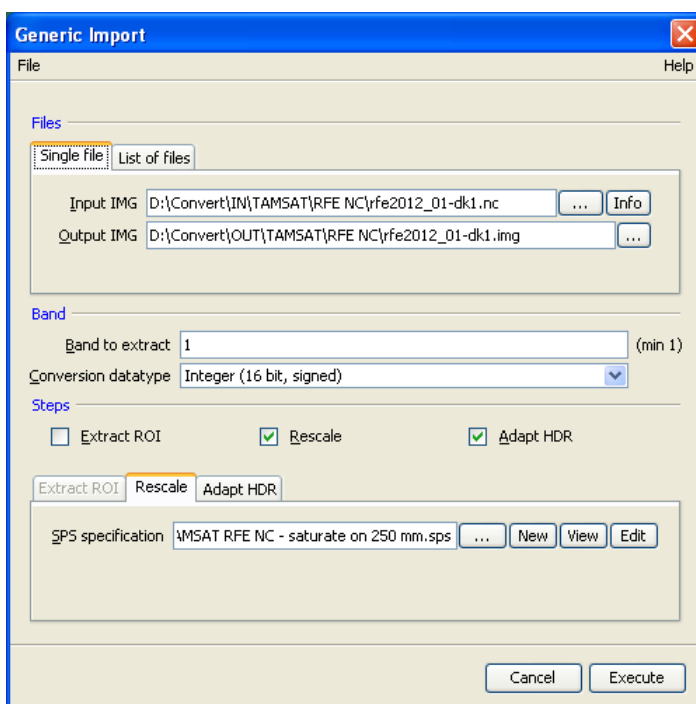 Generic Import
File Help
Files
Single file List of files
Input IMG D:\Convert\IN\TAMSAT\RFE NC\rfe2012_01-dk1.nc ... Info
Output IMG D:\Convert\OUT\TAMSAT\RFE NC\rfe2012_01-dk1.img ...
Band
Band to extract 1 (min 1)
Conversion datatype Integer (16 bit, signed)
Steps
Extract ROI Rescale Adapt HDR
Extract ROI Rescale Adapt HDR
SPS specification AMSAT RFE NC - saturate on 250 mm.sps ... New View Edit
Cancel Execute